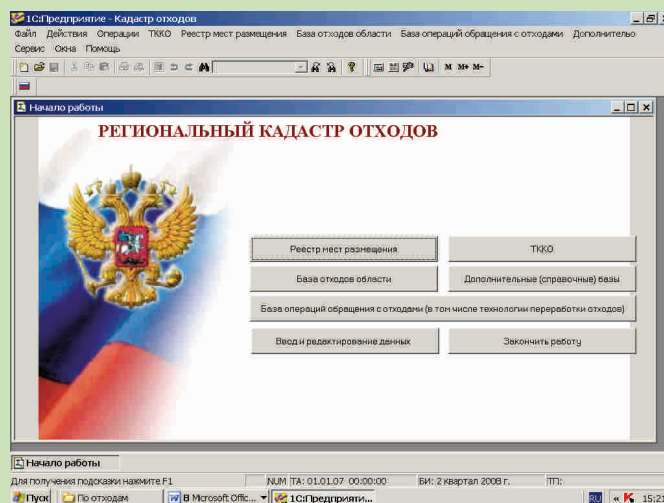 1С:Предприятие - Кадастр отходов
Файл Действия Операции ТККО Реестр мест размещения База отходов области База операций обращения с отходами Дополнительо
Сервис Окна Помощь
М М+ М-
Начало работы
РЕГИОНАЛЬНЫЙ КАДАСТР ОТХОДОВ
Реестр мест размещения ТККО
База отходов области Дополнительные (справочные) базы
База операций обращения с отходами (в том числе технологии переработки отходов)
Ввод и редактирование данных Закончить работу
Начало работы
Для получения подсказки нажмите F1 NUM TA: 01.01.07 00:00:00 БИ: 2 квартал 2008 г. ТП:
Пуск По отходам В Microsoft Offic... 1С:Предприяти... RU « 15:21